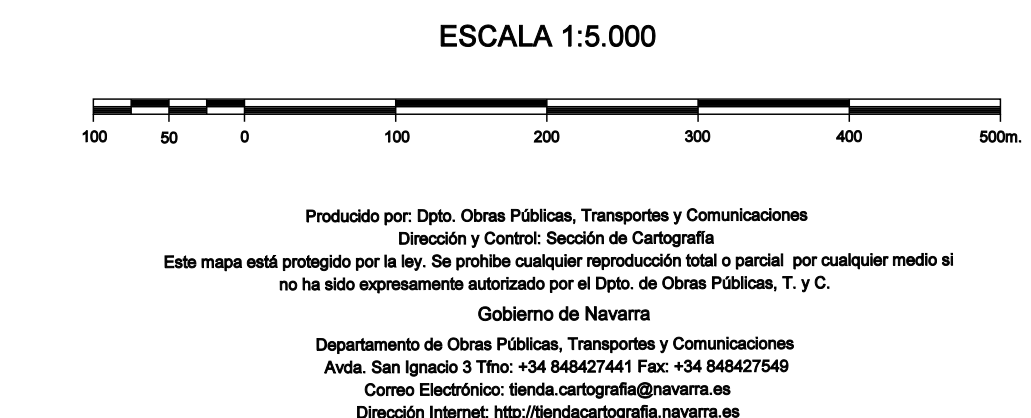 ESCALA 1:5.000
100 50 0 100 200 300 400 500m.
Producido por: Dpto. Obras Públicas, Transportes y Comunicaciones
Dirección y Control: Sección de Cartografía
Este mapa está protegido por la ley. Se prohibe cualquier reproducción total o parcial por cualquier medio si
no ha sido expresamente autorizado por el Dpto. de Obras Públicas, T. y C.
Gobierno de Navarra
Departamento de Obras Públicas, Transportes y Comunicaciones
Avda. San Ignacio 3 Tfno: +34 848427441 Fax: +34 848427549
Correo Electrónico: tienda.cartografia@navarra.es
Dirección Internet: http://tiendacartografia.navarra.es